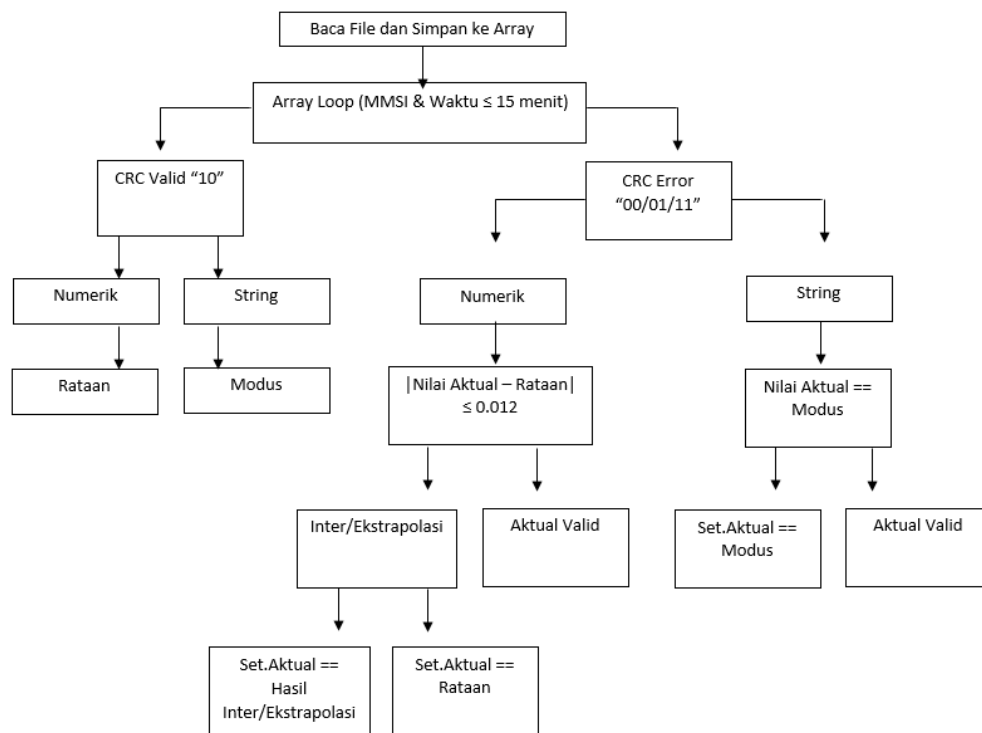 Baca File dan Simpan ke Array
Array Loop (MMSI & Waktu ≤ 15 menit)
CRC Valid “10”
CRC Error
“00/01/11”
Numerik
String
Numerik
String
Rataan
Modus
|Nilai Aktual – Rataan|
≤ 0.012
Nilai Aktual ==
Modus
Inter/Ekstrapolasi
Aktual Valid
Set.Aktual ==
Modus
Aktual Valid
Set.Aktual ==
Hasil
Inter/Ekstrapolasi
Set.Aktual ==
Rataan